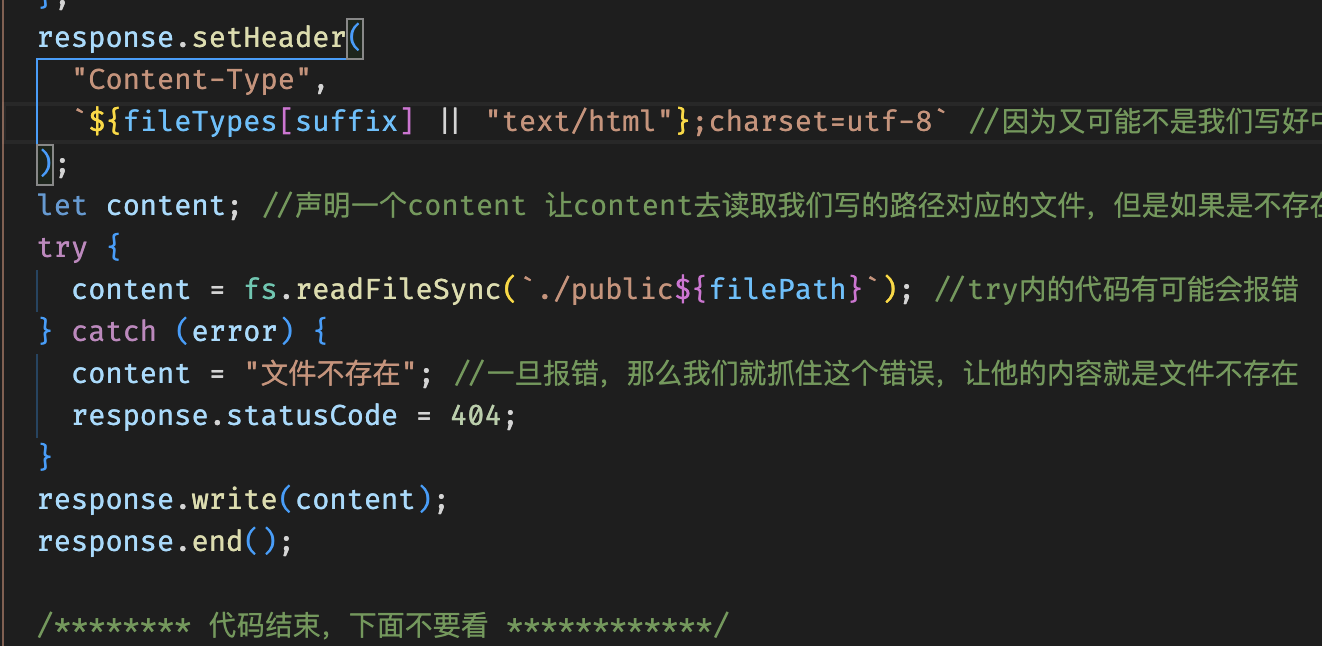 };
response.setHeader(
"Content-Type",
`${fileTypes[suffix] || "text/html"};charset=utf-8` //因为又可能不是我们写好
);
let content; //声明一个content 让content去读取我们写的路径对应的文件，但是如果是不存
try {
content = fs.readFileSync(`./public${filePath}`); //try内的代码有可能会报错
} catch (error) {
content = "文件不存在"; //一旦报错，那么我们就抓住这个错误，让他的内容就是文件不存在
response.statusCode = 404;
}
response.write(content);
response.end();
/******** 代码结束，下面不要看 ************/